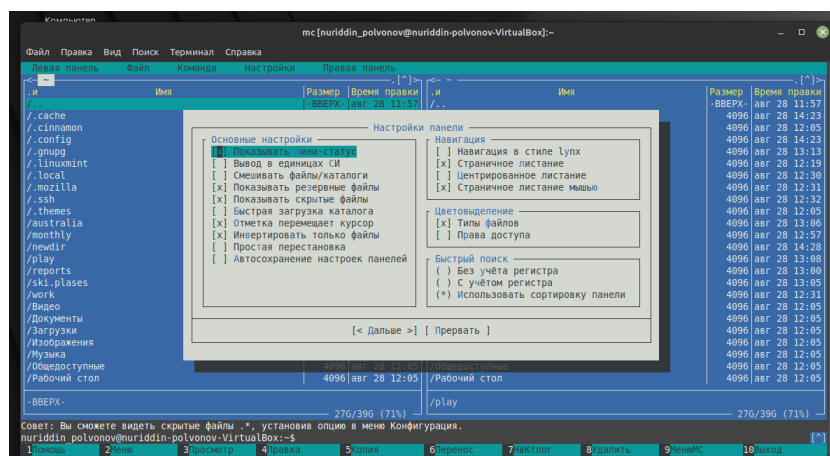 Компьютер
mc [nuriddin_polvonov@nuriddin-polvonov-VirtualBox]:~
Файл Правка Вид Поиск Терминал Справка
Левая панель Файл Команда Настройки Правая панель
<- ~ .[^]> <- ~ .[^]>
.и Имя Размер Время правки .и Имя Размер Время правки
/.. -ВВЕРХ- авг 28 11:57 /.. -ВВЕРХ- авг 28 11:57
/.cache 4096 авг 28 14:23
/.cinnamon 4096 авг 28 12:05
/.config 4096 авг 28 14:23
/.gnupg 4096 авг 28 13:13
/.linuxmint 4096 авг 28 12:19
/.local 4096 авг 28 12:30
/.mozilla 4096 авг 28 12:31
/.ssh 4096 авг 28 12:32
/.themes 4096 авг 28 12:05
/australia 4096 авг 28 13:06
/monthly 4096 авг 28 12:57
/newdir 4096 авг 28 14:28
/play 4096 авг 28 13:08
/reports 4096 авг 28 13:00
/ski.plases 4096 авг 28 13:05
/work 4096 авг 28 12:31
/Видео 4096 авг 28 12:05
/Документы 4096 авг 28 12:05
/Загрузки 4096 авг 28 12:05
/Изображения 4096 авг 28 12:05
/Музыка 4096 авг 28 12:05
/Общедоступные 4096 авг 28 12:05 /Общедоступные 4096 авг 28 12:05
/Рабочий стол 4096 авг 28 12:05 /Рабочий стол 4096 авг 28 12:05
Настройки панели
Основные настройки
[x] Показывать мини-статус
[ ] Вывод в единицах СИ
[ ] Смешивать файлы/каталоги
[x] Показывать резервные файлы
[x] Показывать скрытые файлы
[ ] Быстрая загрузка каталога
[x] Отметка перемещает курсор
[x] Инвертировать только файлы
[ ] Простая перестановка
[ ] Автосохранение настроек панелей
Навигация
[ ] Навигация в стиле lynx
[x] Страничное листание
[ ] Центрированное листание
[x] Страничное листание мышью
Цветовыделение
[x] Типы файлов
[ ] Права доступа
Быстрый поиск
( ) Без учёта регистра
( ) С учётом регистра
(*) Использовать сортировку панели
[< Дальше >] [ Прервать ]
-ВВЕРХ- /play
27G/39G (71%) 27G/39G (71%)
Совет: Вы сможете видеть скрытые файлы .*, установив опцию в меню Конфигурация.
nuriddin_polvonov@nuriddin-polvonov-VirtualBox:~$ [^]
1Помощь 2Меню 3Просмотр 4Правка 5Копия 6Перенос 7НвКтлог 8Удалить 9МенюМС 10Выход